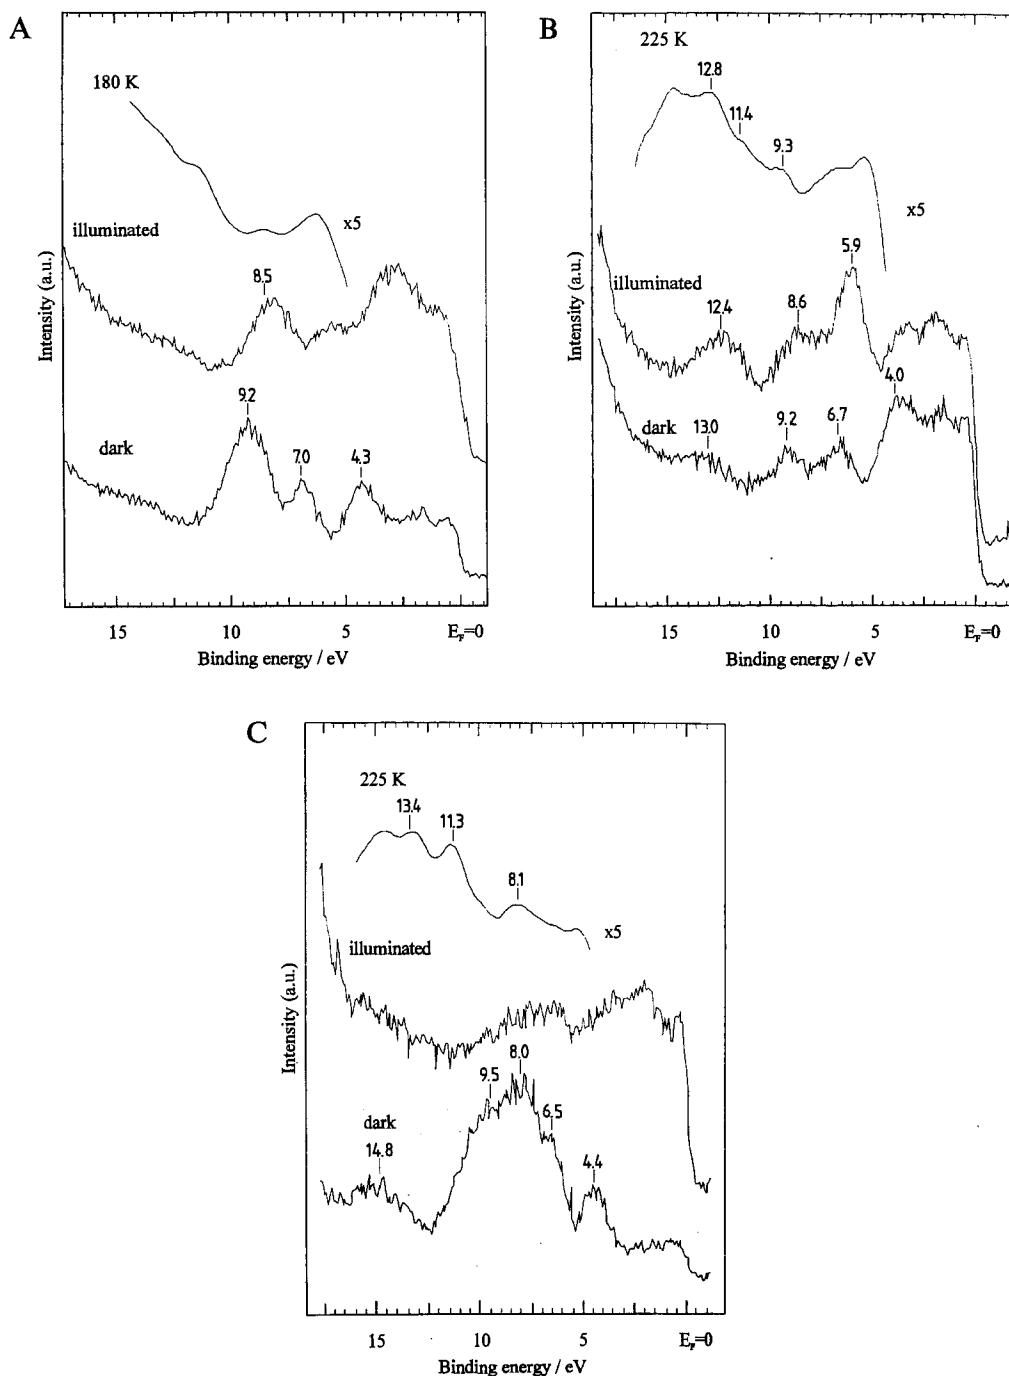 A
180 K
x5
illuminated
8.5
9.2
dark
7.0
4.3
Intensity (a.u.)
15
10
5
E_F=0
Binding energy / eV
B
225 K
12.8
11.4
9.3
x5
5.9
illuminated
12.4
8.6
4.0
dark
13.0
9.2
6.7
Intensity (a.u.)
15
10
5
E_F=0
Binding energy / eV
C
225 K
13.4
11.3
8.1
x5
illuminated
8.0
9.5
6.5
dark
14.8
4.4
Intensity (a.u.)
15
10
5
E_F=0
Binding energy / eV